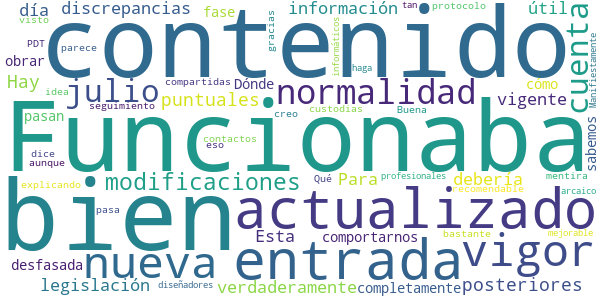 día discrepancias fase información tan protocolo útil
visto contenido gracias informáticos cuenta
PDT parece
obrar idea compartidas Dónde haga
Hay julio normalidad vigente como Manifiestamente
seguimiento puntuales custodias Buena
pasan Funcionaba creo sabemos
contactos
dice eso
aunque mentira
bien modificaciones Qué Para profesionales debería
explicando recomendable arcaico
pasa actualizado
Esta comportarnos bastante mejorable
nueva entrada vigor
desfasada
legislación diseñadores verdaderamente completamente posteriores